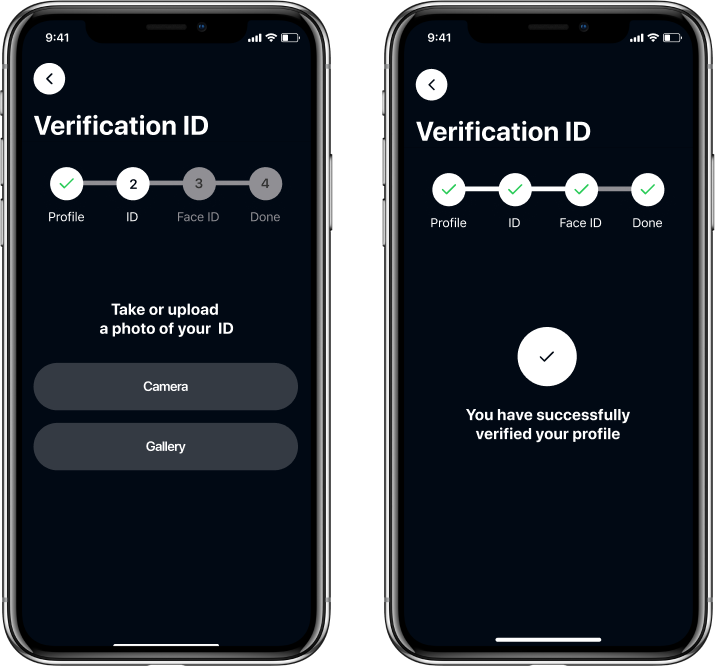 9:41
Verification ID
2
3
4
Profile
ID
Face ID
Done
Take or upload
a photo of your ID
Camera
Gallery
9:41
Verification ID
Profile
ID
Face ID
Done
You have successfully
verified your profile